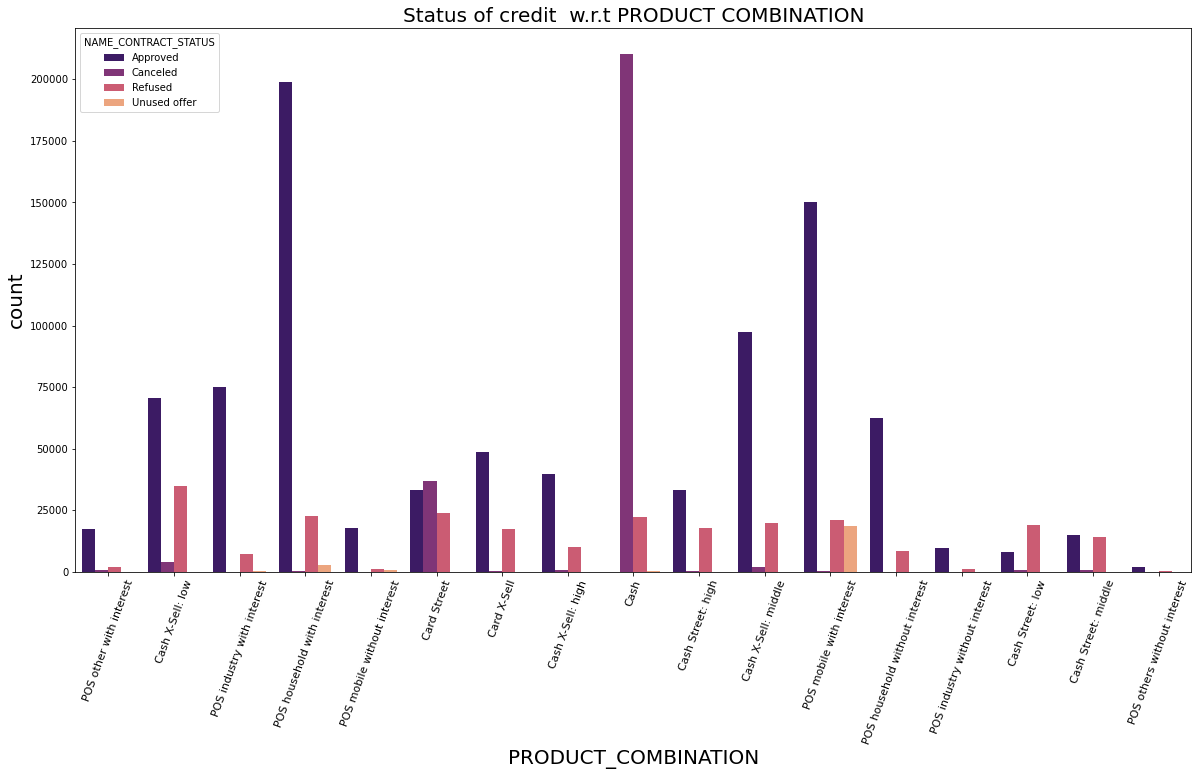 Status of credit  w.r.t PRODUCT COMBINATION
NAME_CONTRACT_STATUS
Approved
Canceled
Refused
Unused offer
count
200000
175000
150000
125000
100000
75000
50000
25000
0
POS other with interest
Cash X-Sell: low
POS industry with interest
POS household with interest
POS mobile without interest
Card Street
Card X-Sell
Cash X-Sell: high
Cash
Cash Street: high
Cash X-Sell: middle
POS mobile with interest
POS household without interest
POS industry without interest
Cash Street: low
Cash Street: middle
POS others without interest
PRODUCT_COMBINATION